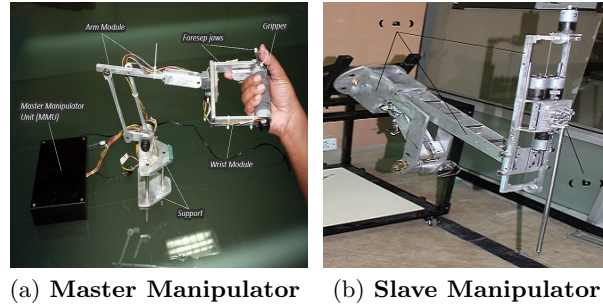 Arm Module
Foresep jaws
Gripper
Master Manipulator
Unit (MMU)
Wrist Module
Support
( a )
( b )
(a) Master Manipulator
(b) Slave Manipulator